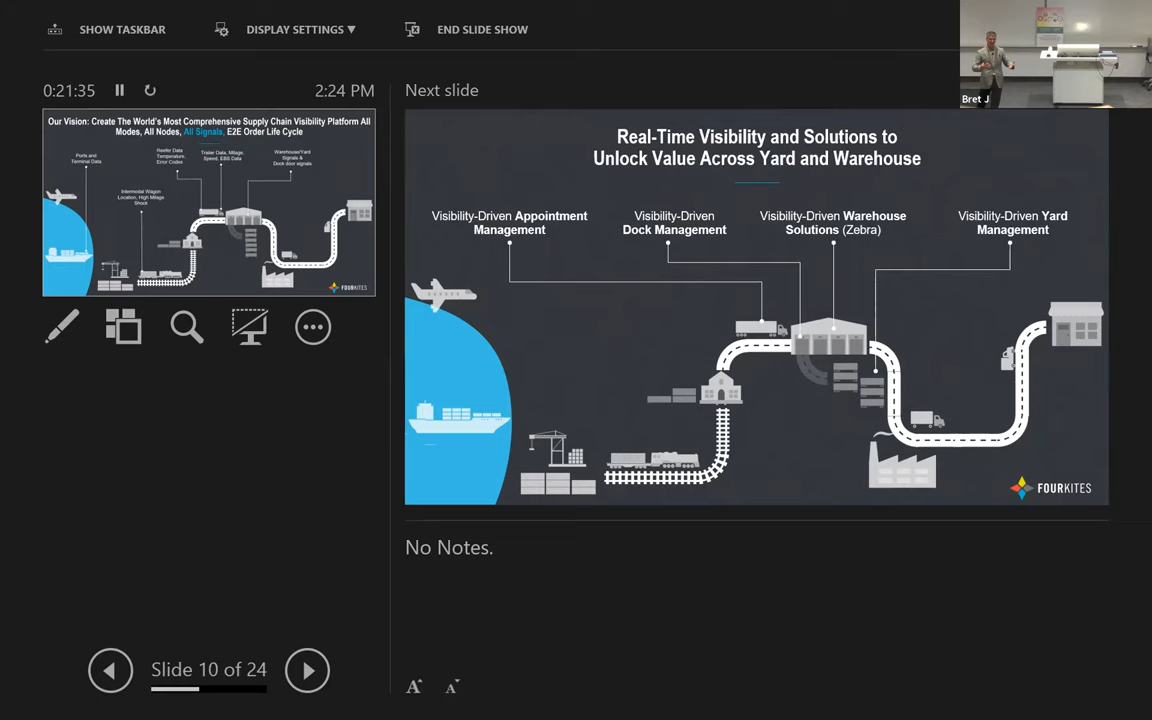 SHOW TASKBAR
DISPLAY SETTINGS ▼
END SLIDE SHOW
Bret J
0:21:35
2:24 PM
Our Vision: Create The World's Most Comprehensive Supply Chain Visibility Platform All
Modes, All Nodes, All Signals, E2E Order Life Cycle
Ports and
Terminal Data
Reefer Data
Temperature,
Error Codes
Trailer Data, Milage,
Speed, EBS Data
Warehouse/Yard
Signals &
Dock door signals
Intermodal Wagon
Location, High Milage
Shock
FOURKITES
Slide 10 of 24
Next slide
Real-Time Visibility and Solutions to
Unlock Value Across Yard and Warehouse
Visibility-Driven Appointment
Management
Visibility-Driven
Dock Management
Visibility-Driven Warehouse
Solutions (Zebra)
Visibility-Driven Yard
Management
FOURKITES
No Notes.
A A